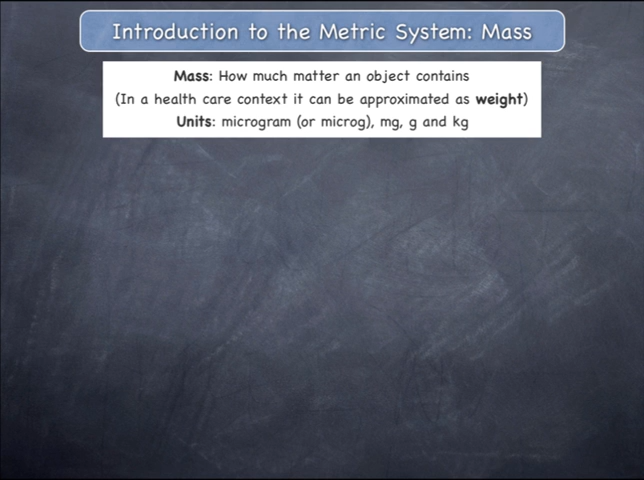 Introduction to the Metric System: Mass
Mass: How much matter an object contains
(In a health care context it can be approximated as weight)
Units: microgram (or microg), mg, g and kg